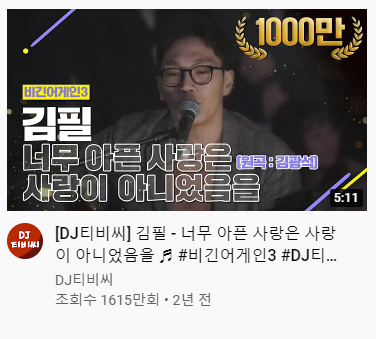 1000만
비긴어게인3
김필
너무 아픈 사랑은 (원곡 : 김광석)
사랑이 아니었음을
5:11
DJ
티비씨
[DJ티비씨] 김필 - 너무 아픈 사랑은 사랑
이 아니었음을 ♬ #비긴어게인3 #DJ티...
DJ티비씨
조회수 1615만회 • 2년 전